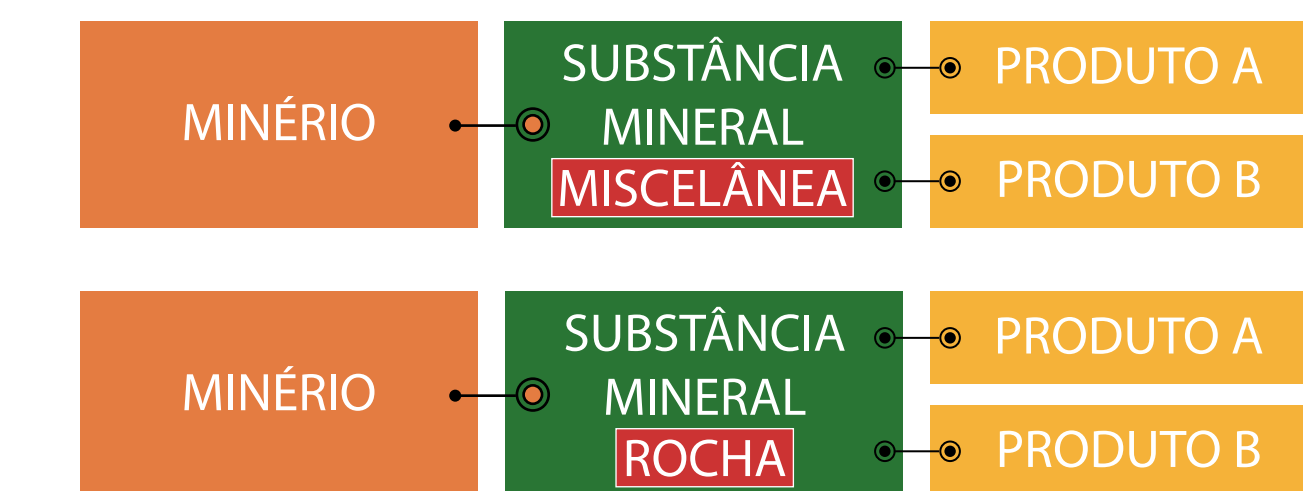 MINÉRIO
SUBSTÂNCIA
MINERAL
MISCELÂNEA
PRODUTO A
PRODUTO B
MINÉRIO
SUBSTÂNCIA
MINERAL
ROCHA
PRODUTO A
PRODUTO B